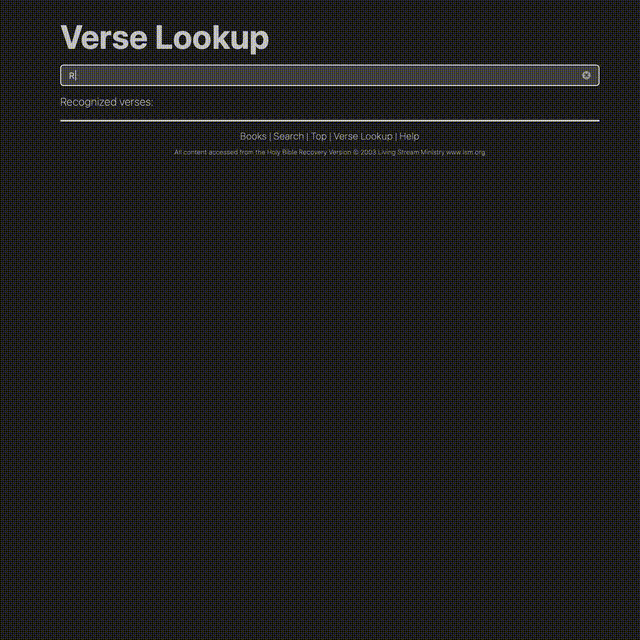 Verse Lookup
R
Recognized verses:
Books | Search | Top | Verse Lookup | Help
All content accessed from the Holy Bible Recovery Version © 2003 Living Stream Ministry www.lsm.org